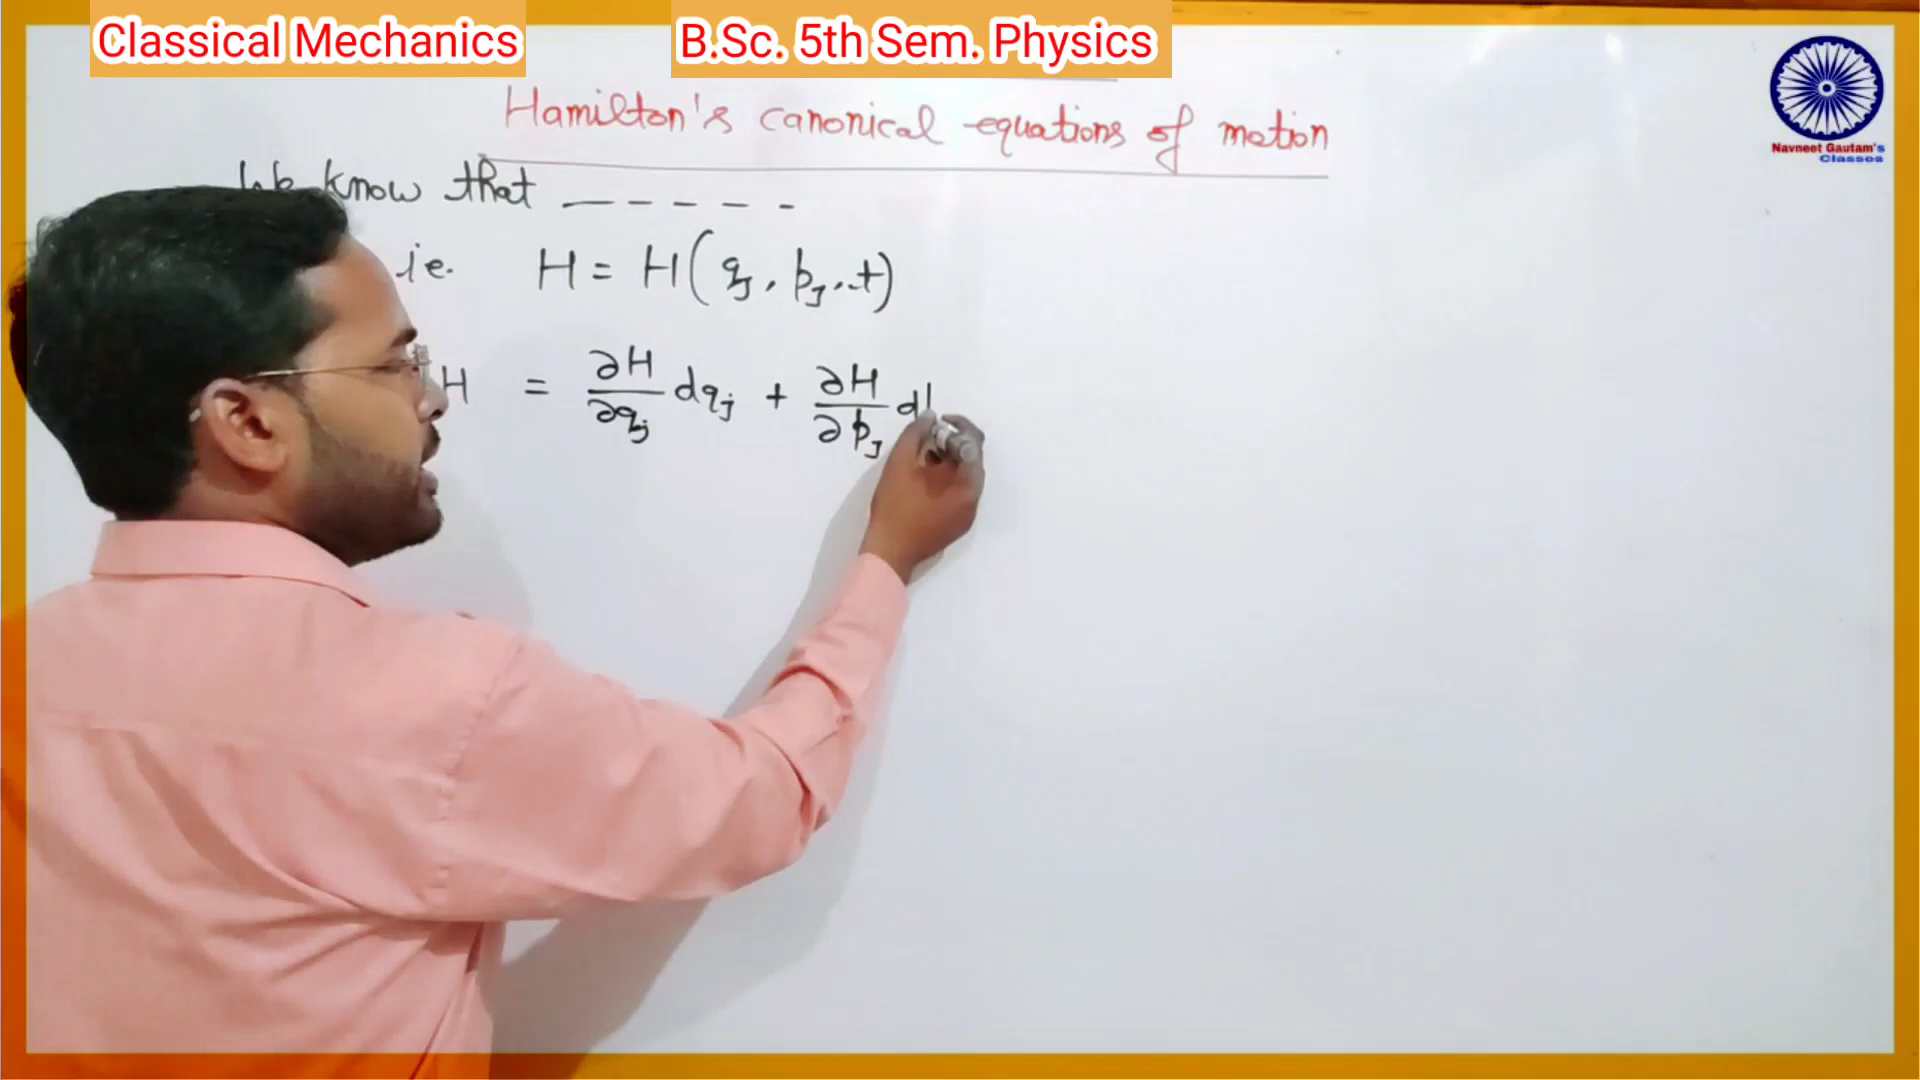 Classical Mechanics
B.Sc. 5th Sem. Physics
Navneet Gautam's
Classes
Hamilton's canonical equations of motion
We know that _ _ _ _ _
i.e. H = H(qj, pj, t)
H = ∂H/∂qj dqj + ∂H/∂pj d